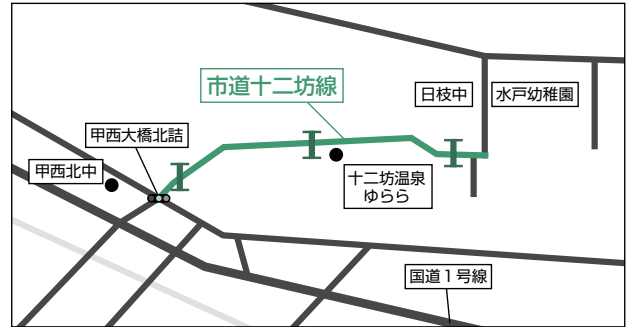 市道十二坊線
日枝中
水戸幼稚園
甲西大橋北詰
甲西北中
十二坊温泉
ゆらら
国道1号線